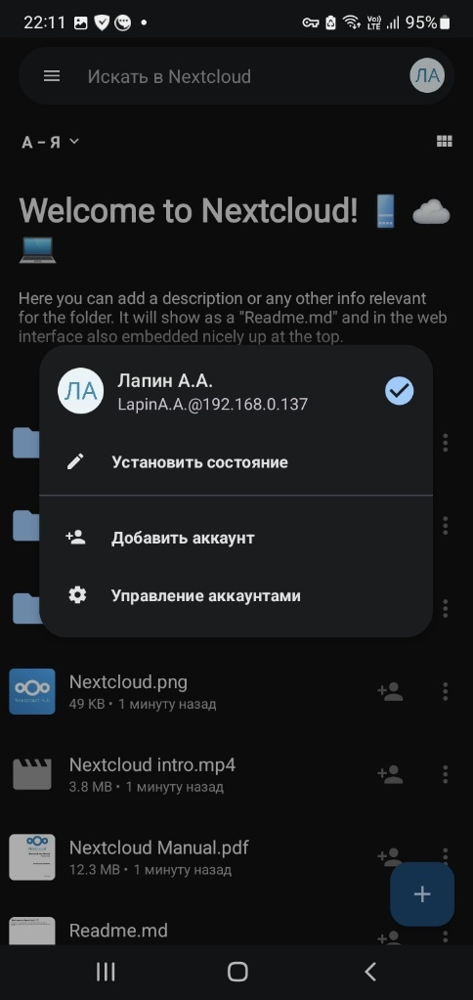 22:11 Vo) LTE 95%
Искать в Nextcloud ЛА
А – Я
Welcome to Nextcloud!
Here you can add a description or any other info relevant
for the folder. It will show as a "Readme.md" and in the web
interface also embedded nicely up at the top.
ЛА Лапин А.А.
LapinA.A.@192.168.0.137
Установить состояние
Добавить аккаунт
Управление аккаунтами
Nextcloud.png
49 KB • 1 минуту назад
Nextcloud intro.mp4
3.8 MB • 1 минуту назад
Nextcloud Manual.pdf
12.3 MB • 1 минуту назад
Readme.md